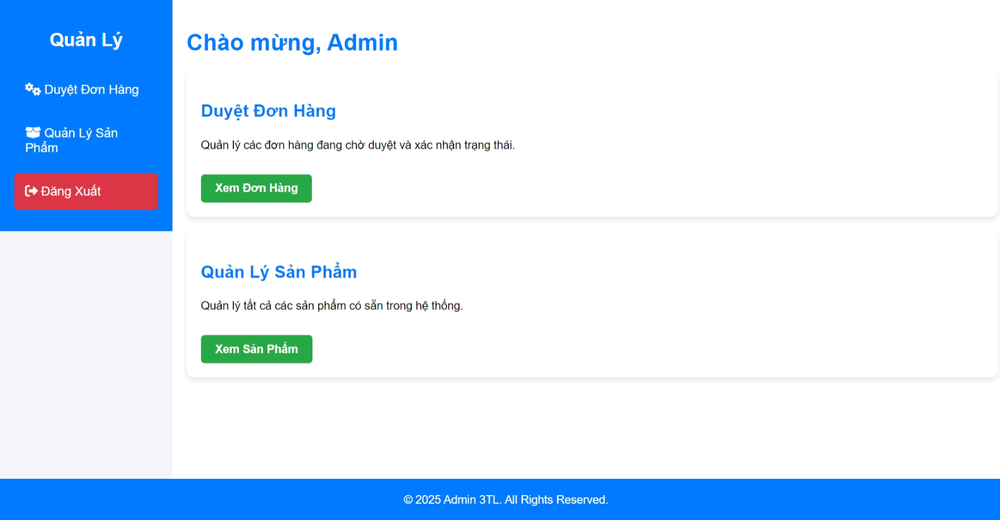 Quản Lý
Duyệt Đơn Hàng
Quản Lý Sản
Phẩm
Đăng Xuất
Chào mừng, Admin
Duyệt Đơn Hàng
Quản lý các đơn hàng đang chờ duyệt và xác nhận trạng thái.
Xem Đơn Hàng
Quản Lý Sản Phẩm
Quản lý tất cả các sản phẩm có sẵn trong hệ thống.
Xem Sản Phẩm
© 2025 Admin 3TL. All Rights Reserved.